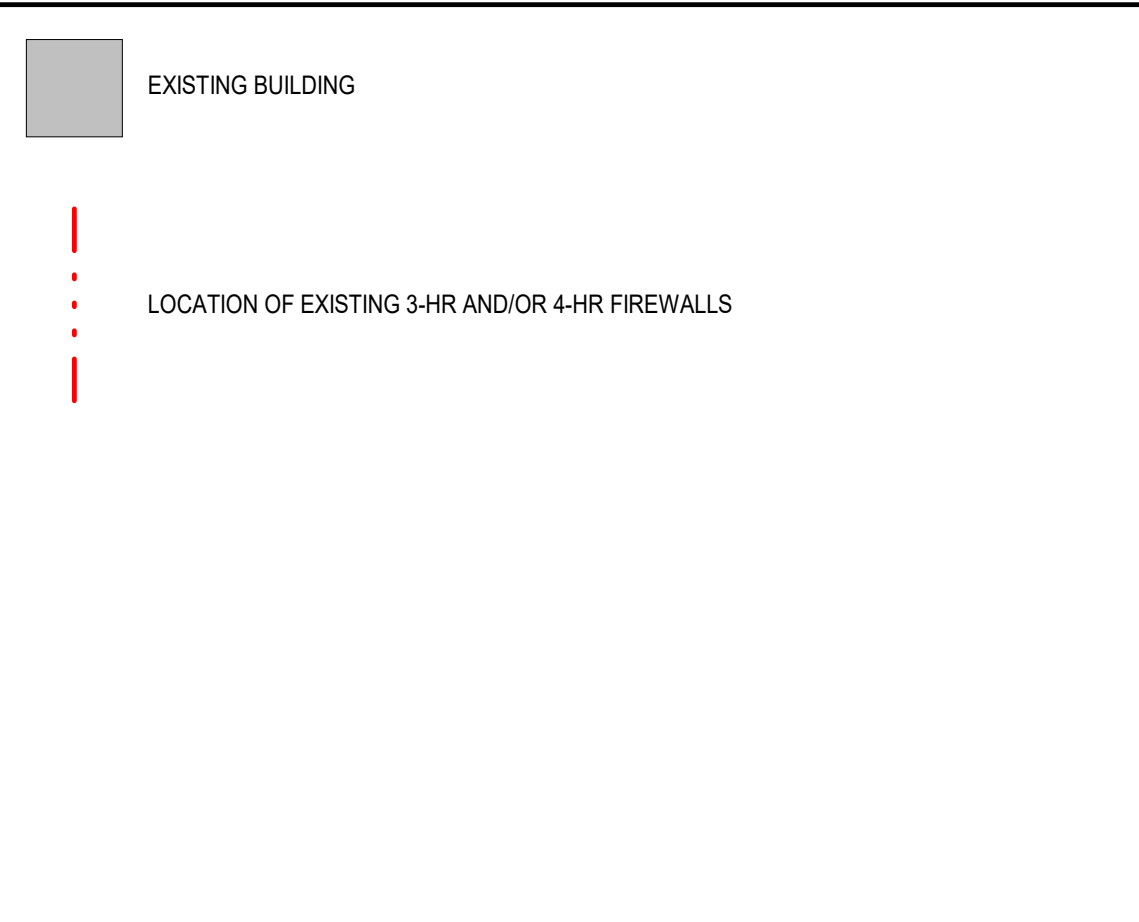 EXISTING BUILDING
LOCATION OF EXISTING 3-HR AND/OR 4-HR FIREWALLS